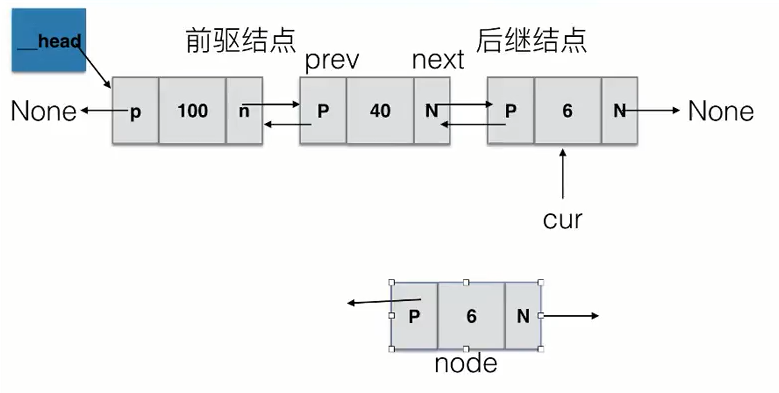 __head
前驱结点
后继结点
prev
next
None
p 100 n
P 40 N
P 6 N
None
cur
P 6 N
node